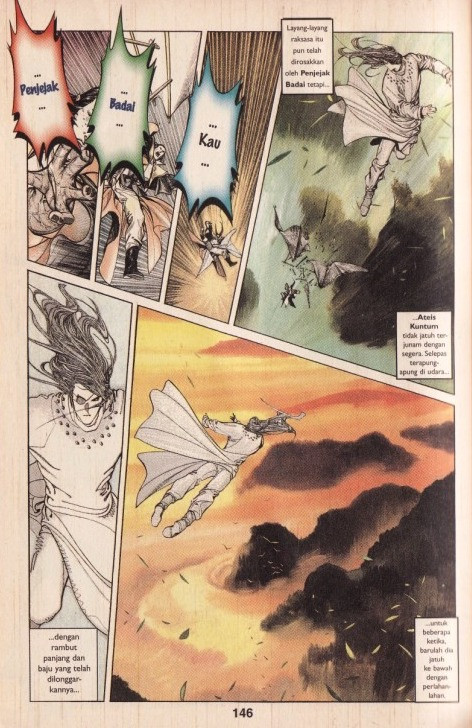 ...
Penjejak
...
...
Badai
...
...
Kau
...
Layang-layang
raksasa itu
pun telah
dirosakkan
oleh Penjejak
Badai tetapi...
...Ateis
Kuntum
tidak jatuh ter-
junam dengan
segera. Selepas
terapung-
apung di udara...
...dengan
rambut
panjang dan
baju yang telah
dilonggar-
kannya...
...untuk
beberapa
ketika,
barulah dia
jatuh
ke bawah
dengan
perlahan-
lahan.
146